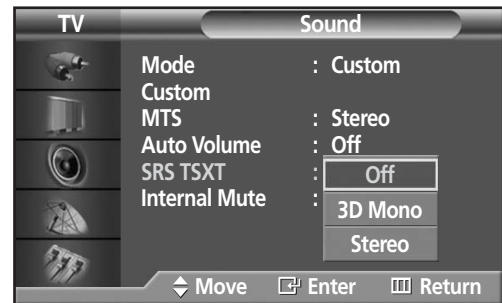 TV Sound
Mode : Custom
Custom
MTS : Stereo
Auto Volume : Off
SRS TSXT : Off
Internal Mute : 3D Mono
Stereo
Move Enter Return